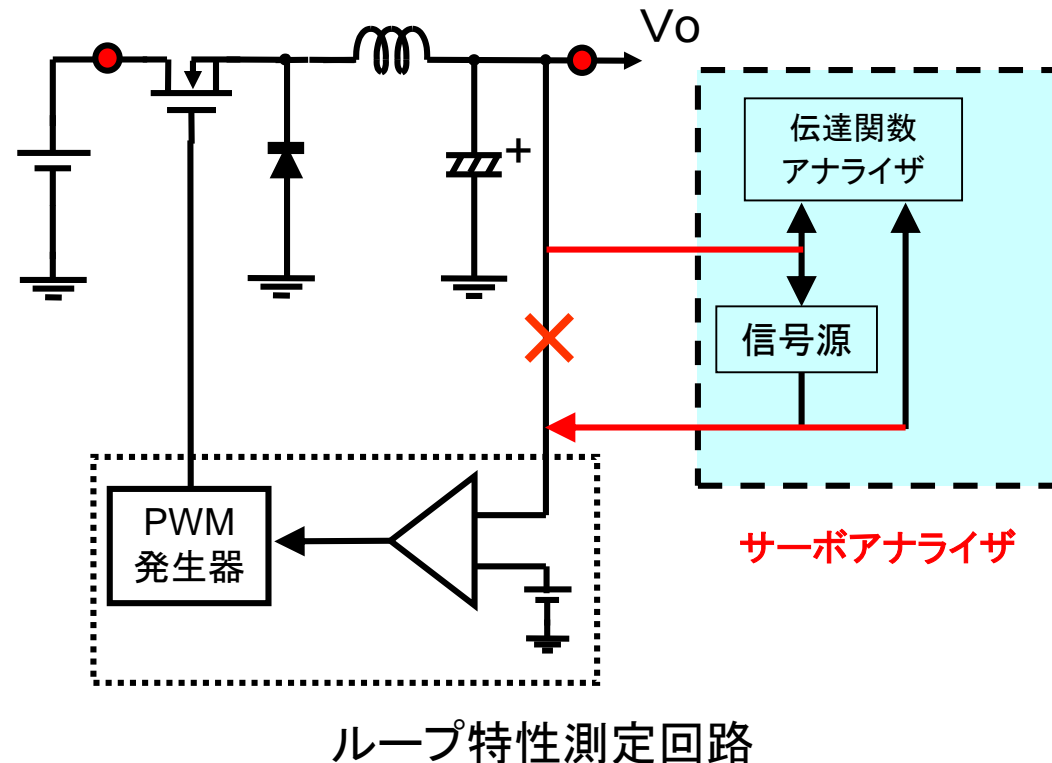 Vo
伝達関数
アナライザ
信号源
サーボアナライザ
PWM
発生器
+
ループ特性測定回路